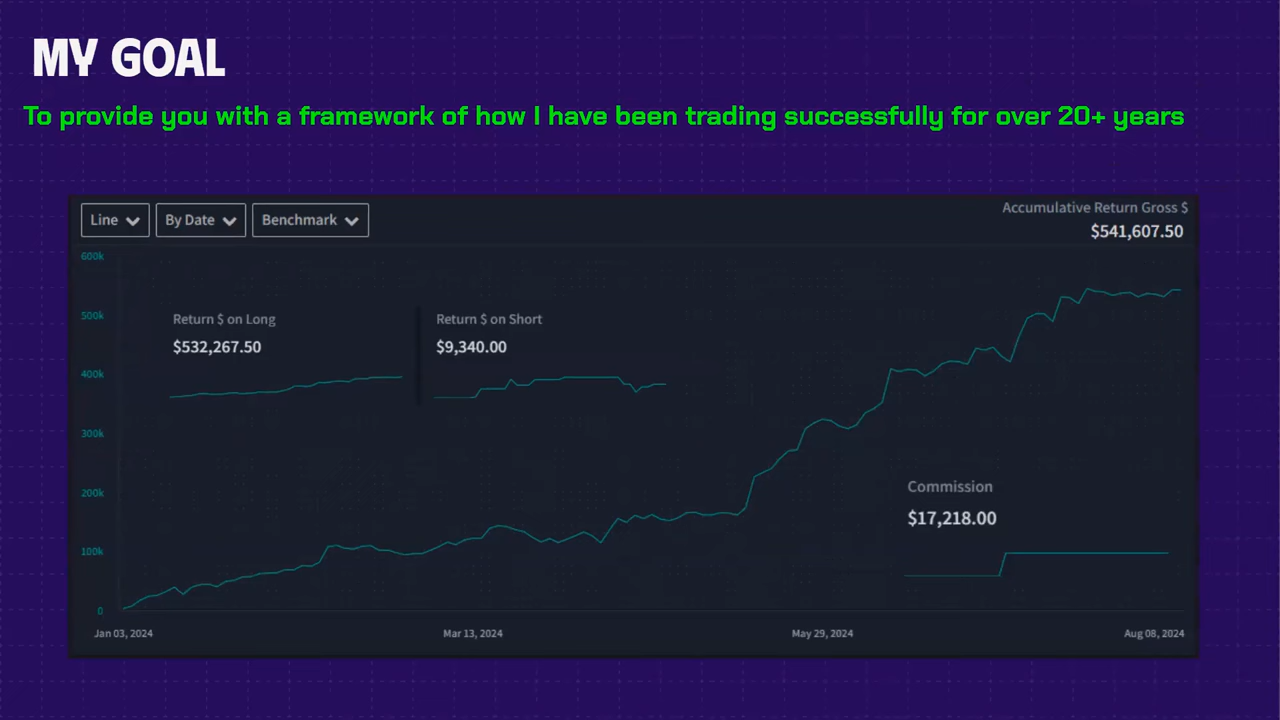 MY GOAL
To provide you with a framework of how I have been trading successfully for over 20+ years
Line By Date Benchmark
Accumulative Return Gross $
$541,607.50
600k
500k
400k
300k
200k
100k
0
Return $ on Long
$532,267.50
Return $ on Short
$9,340.00
Commission
$17,218.00
Jan 03, 2024 Mar 13, 2024 May 29, 2024 Aug 08, 2024